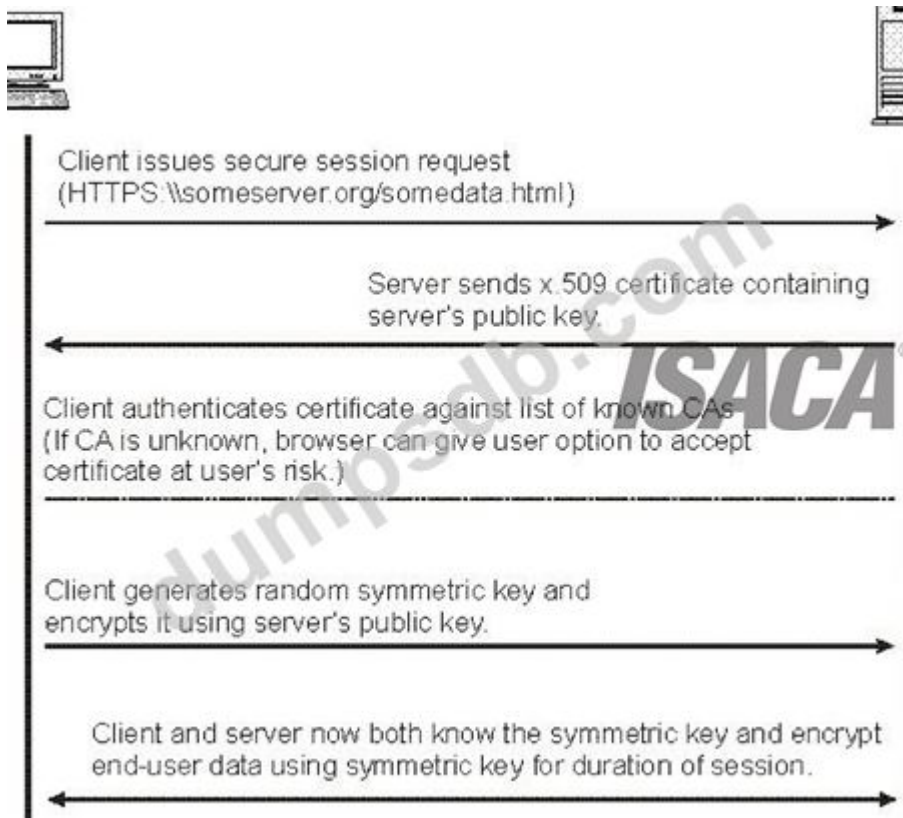 Client issues secure session request
(HTTPS:\\someserver.org/somedata.html)
Server sends x.509 certificate containing
server's public key.
ISACA®
Client authenticates certificate against list of known CAs
(If CA is unknown, browser can give user option to accept
certificate at user's risk.)
dumpsdb.com
Client generates random symmetric key and
encrypts it using server's public key.
Client and server now both know the symmetric key and encrypt
end-user data using symmetric key for duration of session.